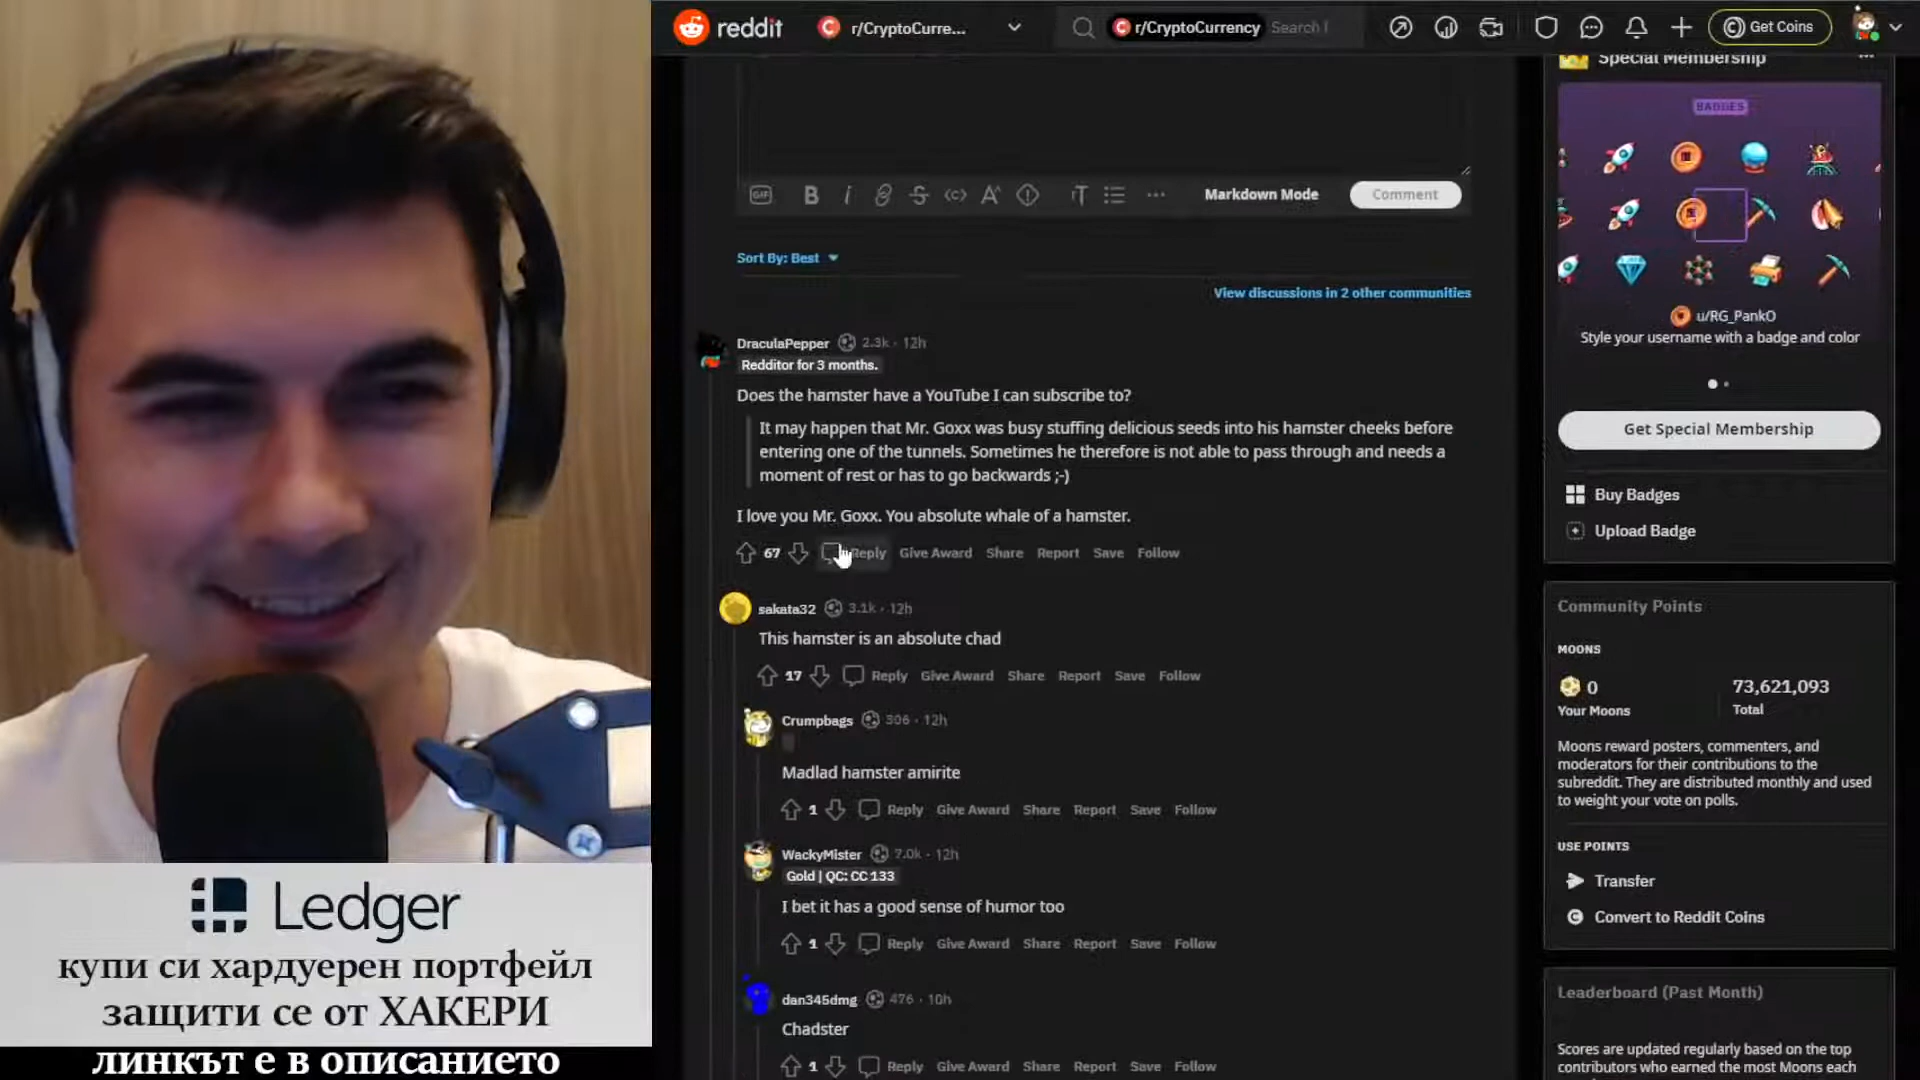 reddit
r/CryptoCurre...
r/CryptoCurrency
Search
Get Coins
Special Membership
BADGES
u/RG_PankO
Style your username with a badge and color
Get Special Membership
Buy Badges
Upload Badge
Community Points
MOONS
0
Your Moons
73,621,093
Total
Moons reward posters, commenters, and
moderators for their contributions to the
subreddit. They are distributed monthly and used
to weight your vote on polls.
USE POINTS
Transfer
Convert to Reddit Coins
Leaderboard (Past Month)
Scores are updated regularly based on the top
contributors who earned the most Moons each
GIF
Markdown Mode
Comment
Sort By: Best
View discussions in 2 other communities
DraculaPepper 2.3k · 12h
Redditor for 3 months.
Does the hamster have a YouTube I can subscribe to?
It may happen that Mr. Goxx was busy stuffing delicious seeds into his hamster cheeks before
entering one of the tunnels. Sometimes he therefore is not able to pass through and needs a
moment of rest or has to go backwards ;-)
I love you Mr. Goxx. You absolute whale of a hamster.
67 Reply Give Award Share Report Save Follow
sakata32 3.1k · 12h
This hamster is an absolute chad
17 Reply Give Award Share Report Save Follow
Crumpbags 306 · 12h
Madlad hamster amirite
1 Reply Give Award Share Report Save Follow
WackyMister 7.0k · 12h
Gold | QC: CC 133
I bet it has a good sense of humor too
1 Reply Give Award Share Report Save Follow
dan345dmg 476 · 10h
Chadster
1 Reply Give Award Share Report Save Follow
Ledger
купи си хардуерен портфейл
защити се от ХАКЕРИ
линкът е в описанието